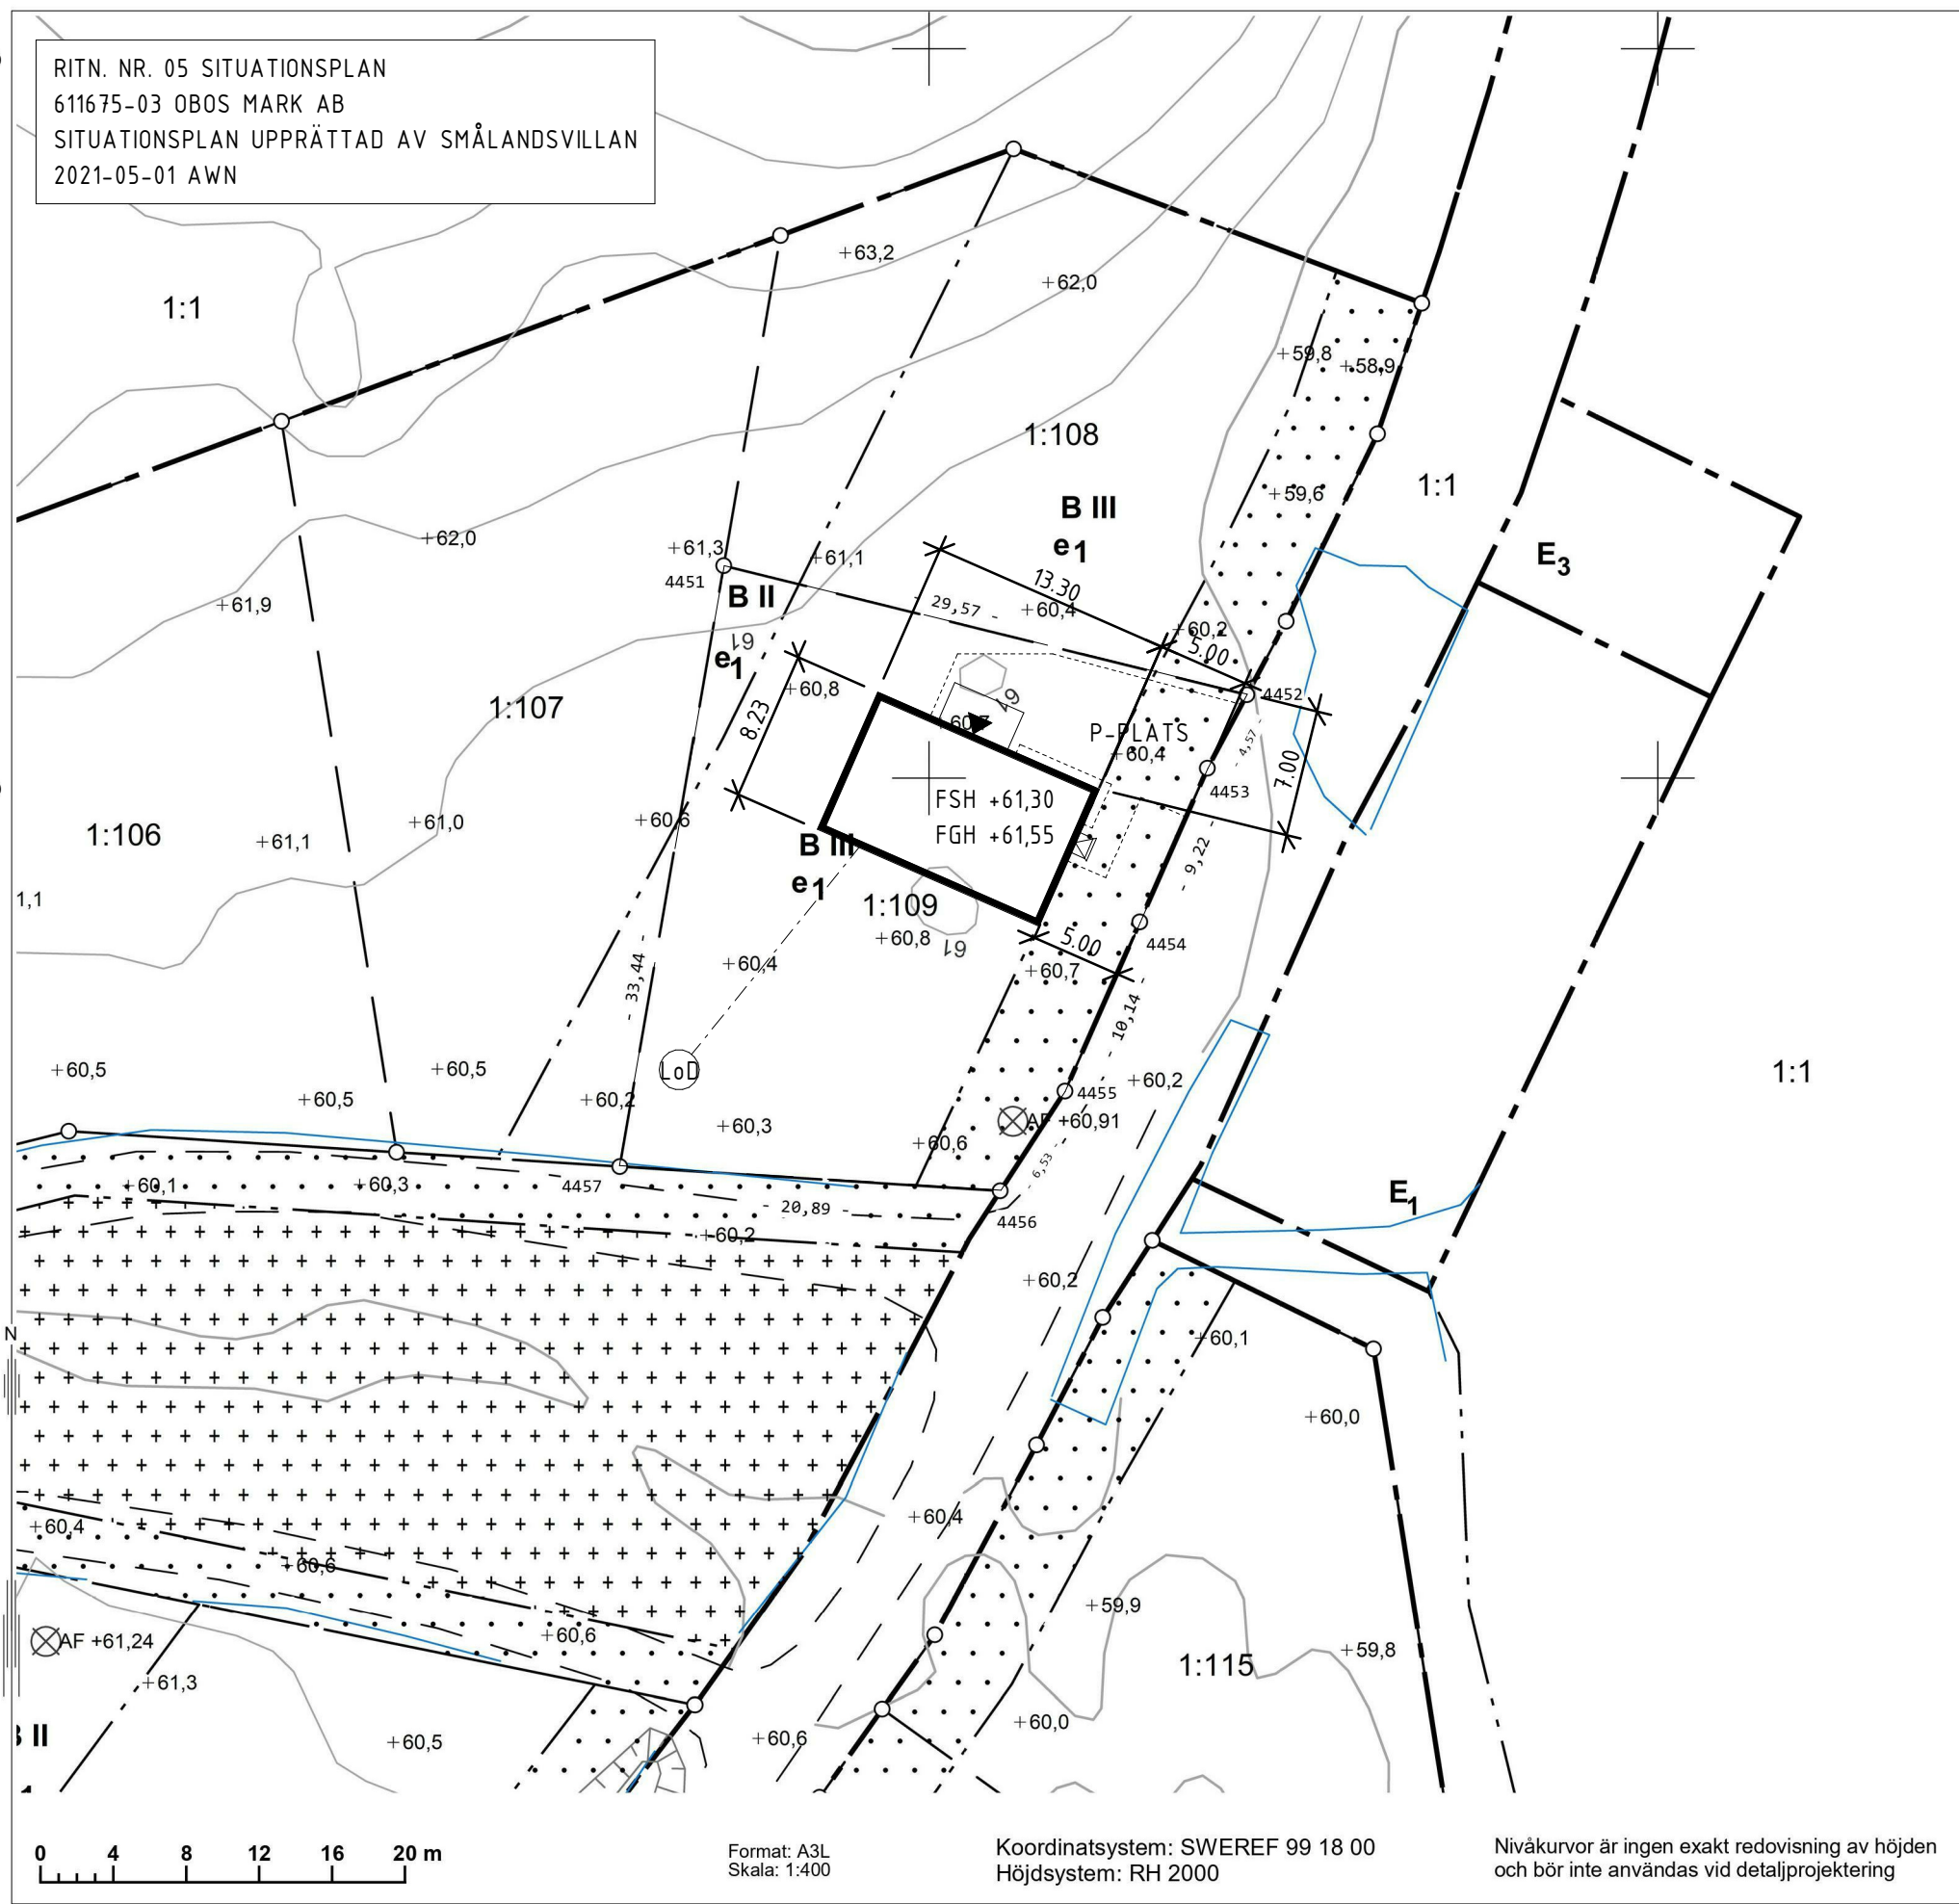 RITN. NR. 05 SITUATIONSPLAN
611675-03 OBOS MARK AB
SITUATIONSPLAN UPPRÄTTAD AV SMÅLANDSVILLAN
2021-05-01 AWN
+63,2
+62,0
1:1
+59,8
+58,9
1:108
1:1
+59,6
B III
e1
+62,0
+61,3
+61,1
E3
4451
B II
13.30
29,57
+60,4
+61,9
61
e1
+60,2
5.00
+60,8
4452
1:107
61
8.23
P-PLATS
4,57
+60,4
7.00
4453
FSH +61,30
FGH +61,55
+61,0
+60,6
1:106
+61,1
B III
e1
9,22
1,1
1:109
+60,8
61
5.00
4454
+60,4
+60,7
33,44
10,14
+60,5
+60,5
LoD
1:1
+60,2
4455
+60,5
+60,2
+60,3
AF +60,91
+60,6
6,53
+60,1
+60,3
4457
20,89
4456
E1
+60,2
+60,2
N
+60,1
+60,0
+60,4
+60,4
+60,6
+59,9
+60,6
AF +61,24
+59,8
1:115
+61,3
+60,0
II
+60,5
+60,6
0 4 8 12 16 20 m
Format: A3L
Skala: 1:400
Koordinatsystem: SWEREF 99 18 00
Höjdsystem: RH 2000
Nivåkurvor är ingen exakt redovisning av höjden
och bör inte användas vid detaljprojektering